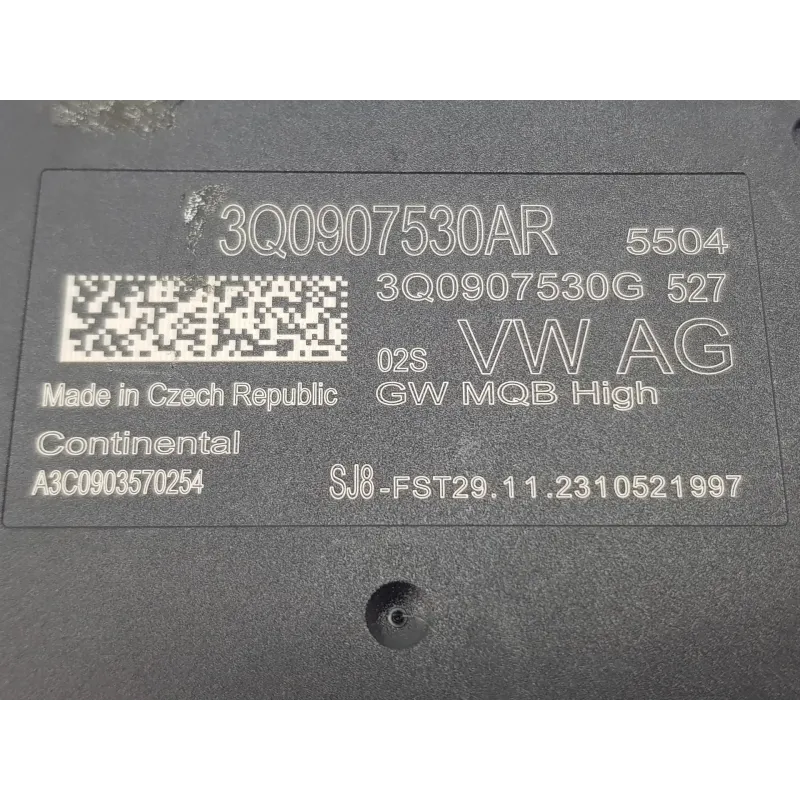 3Q0907530AR 5504
3Q0907530G 527
02S VW AG
Made in Czech Republic GW MQB High
Continental
A3C0903570254 SJ8-FST29.11.2310521997